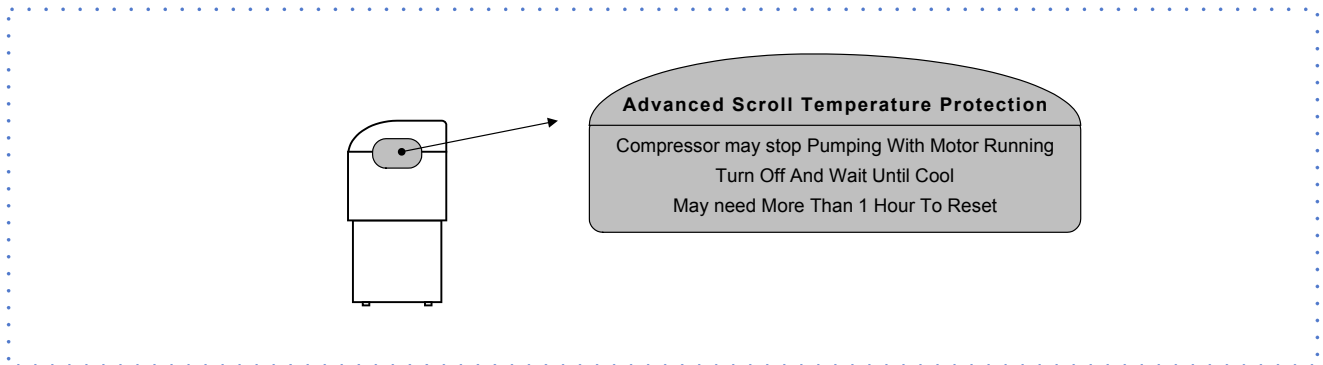 Advanced Scroll Temperature Protection
Compressor may stop Pumping With Motor Running
Turn Off And Wait Until Cool
May need More Than 1 Hour To Reset